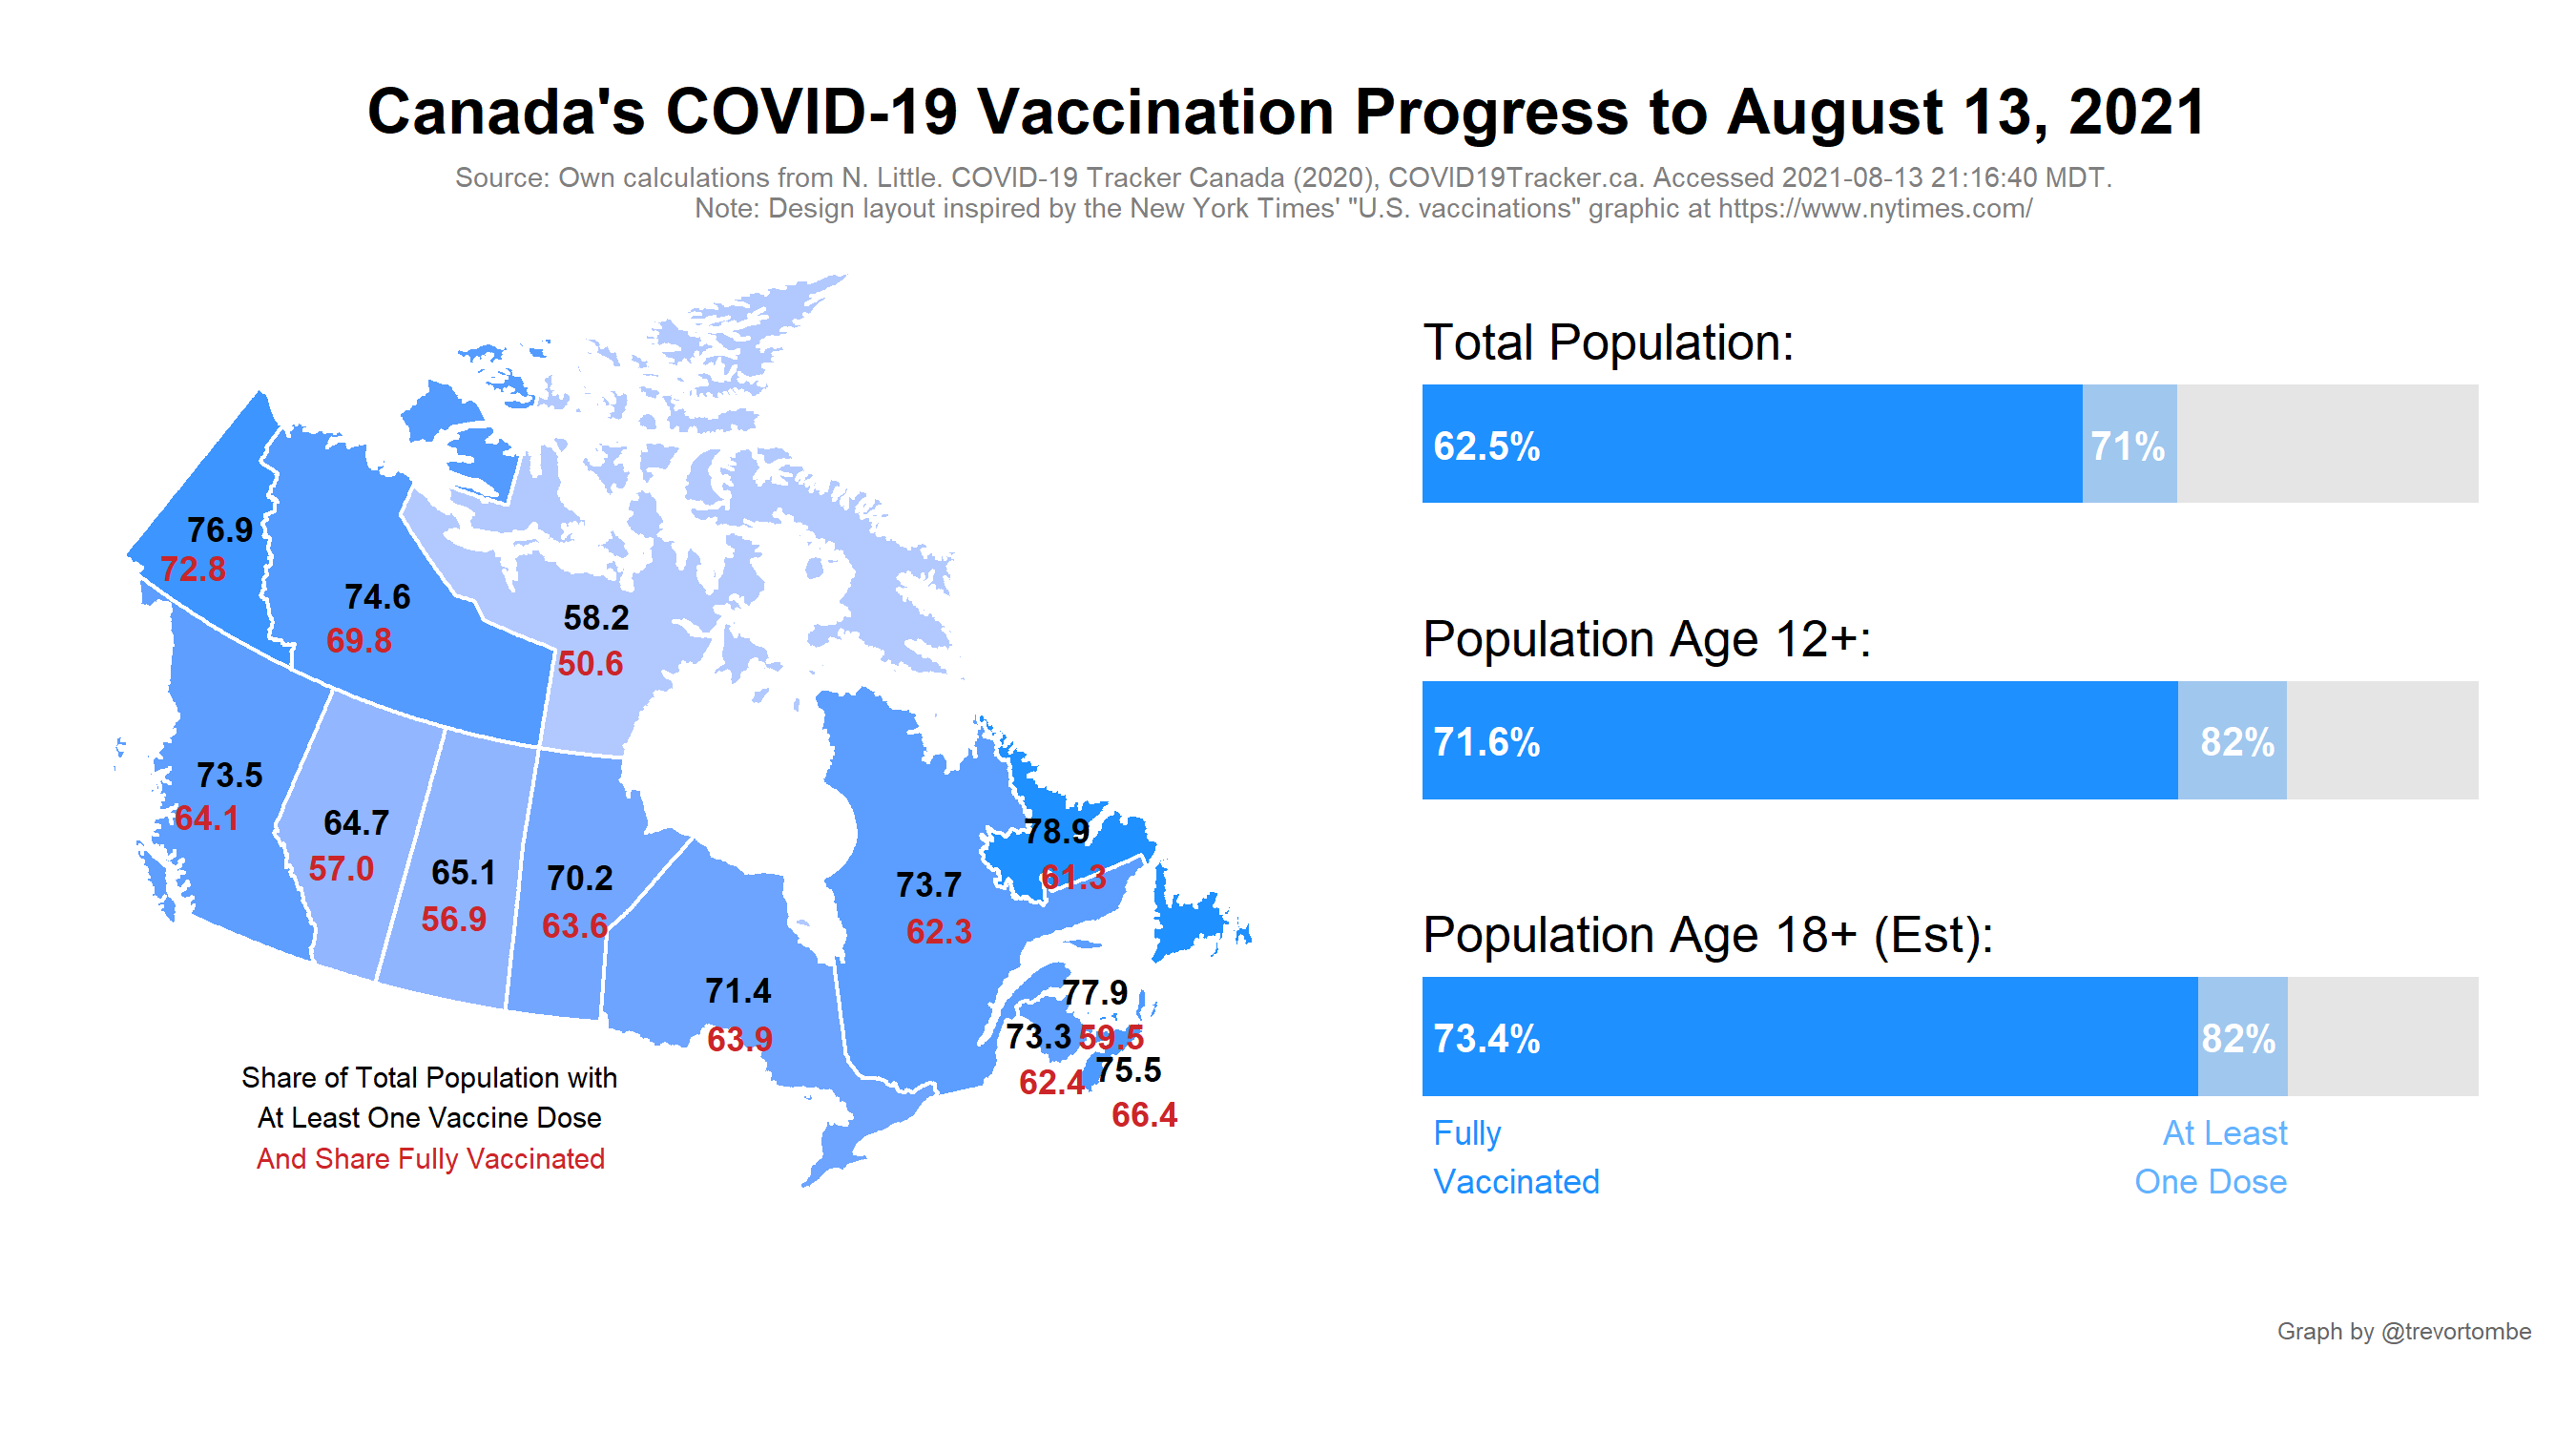 Canada's COVID-19 Vaccination Progress to August 13, 2021
Source: Own calculations from N. Little. COVID-19 Tracker Canada (2020), COVID19Tracker.ca. Accessed 2021-08-13 21:16:40 MDT.
Note: Design layout inspired by the New York Times' "U.S. vaccinations" graphic at https://www.nytimes.com/
76.9
72.8
74.6
69.8
58.2
50.6
73.5
64.1
64.7
57.0
65.1
56.9
70.2
63.6
71.4
63.9
73.7
62.3
78.9
61.3
77.9
59.5
73.3
62.4
75.5
66.4
Share of Total Population with
At Least One Vaccine Dose
And Share Fully Vaccinated
Total Population:
62.5% 71%
Population Age 12+:
71.6% 82%
Population Age 18+ (Est):
73.4% 82%
Fully At Least
Vaccinated One Dose
Graph by @trevortombe